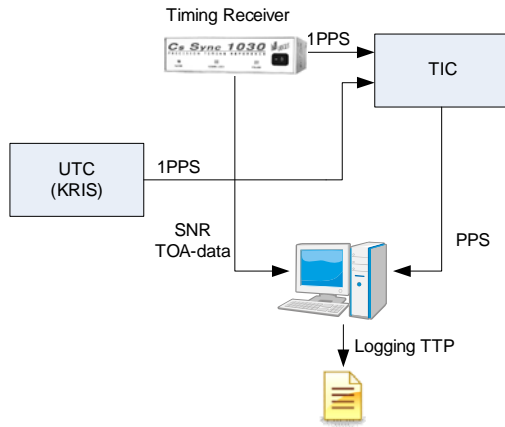 Timing Receiver
Cs Sync 1030
1PPS
TIC
UTC
(KRIS)
1PPS
SNR
TOA-data
PPS
Logging TTP